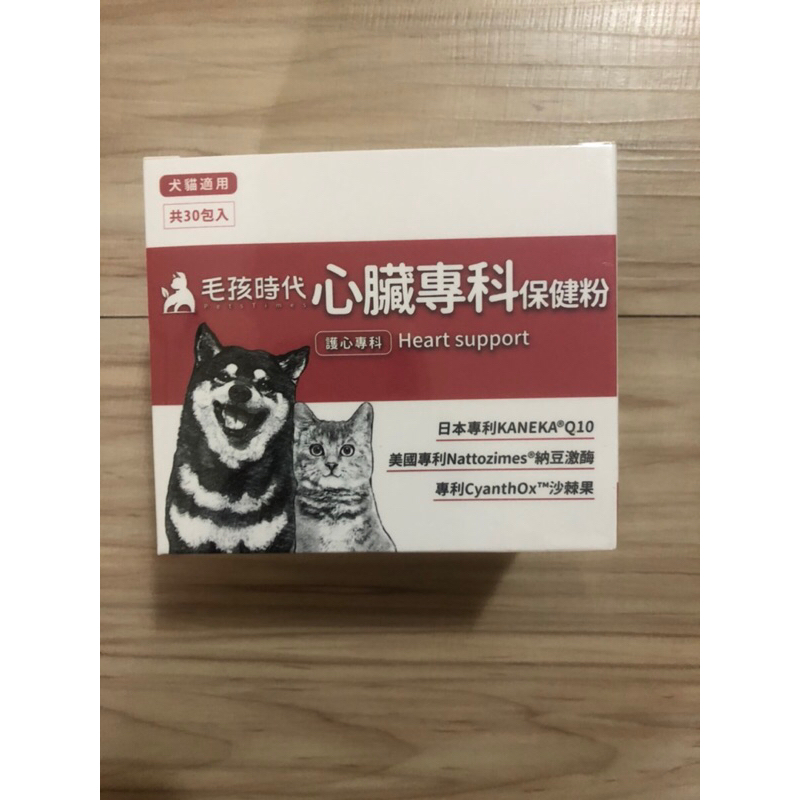 犬貓適用
共30包入
毛孩時代 心臟專科保健粉
PetsTimes
護心專科 Heart support
日本專利KANEKA®Q10
美國專利Nattozimes®納豆激酶
專利CyanthOx™沙棘果